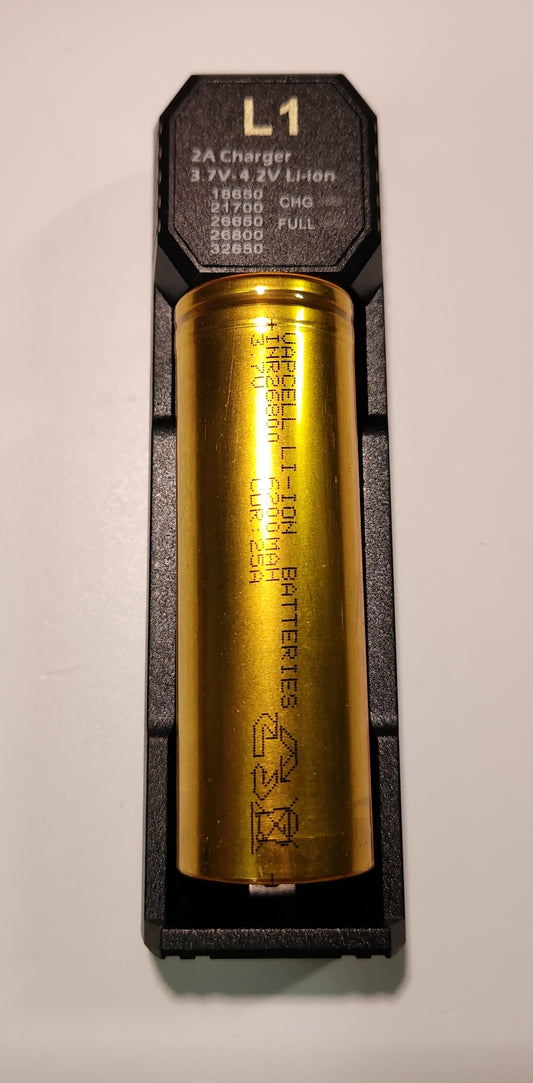 L1
2A Charger
3.7V-4.2V Li-ion
18650
21700
26650
26800
32650
CHG
FULL
VAPCELL LI-ION BATTERIES
+INR26800 6200MAH -
3.7V CDR:25A